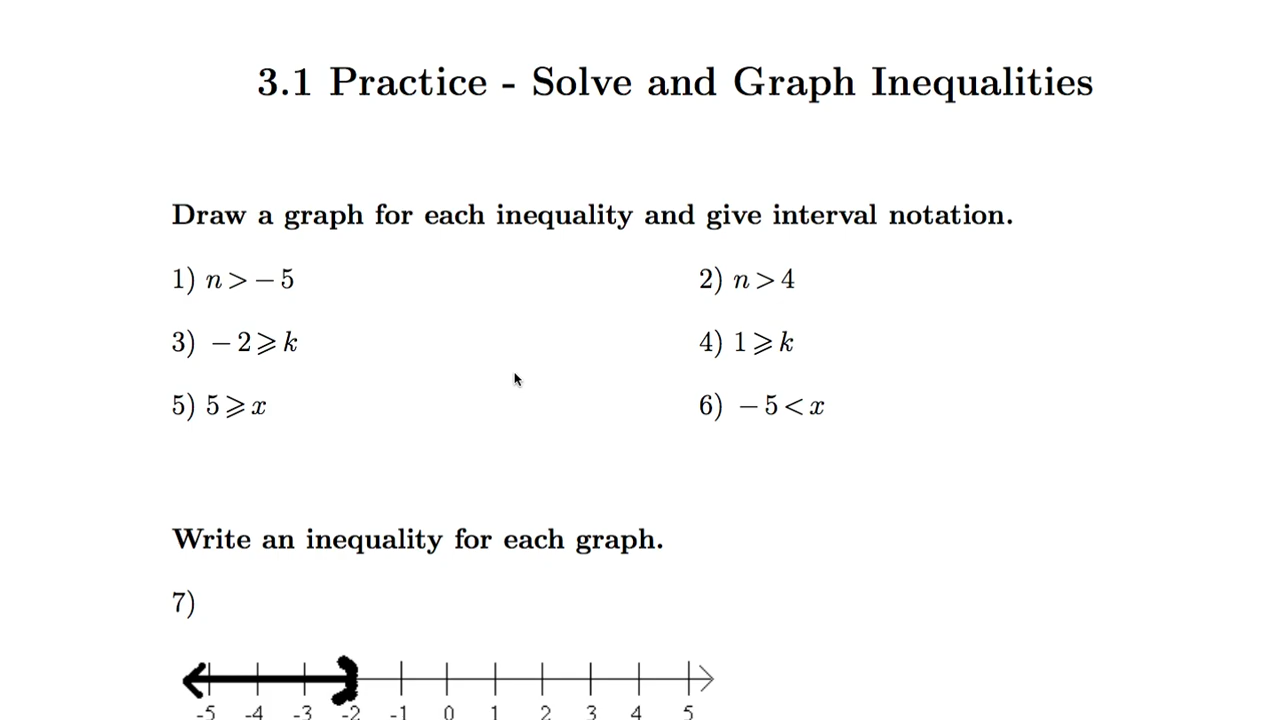 3.1 Practice - Solve and Graph Inequalities
Draw a graph for each inequality and give interval notation.
1) n > − 5
2) n > 4
3) − 2 ⩾ k
4) 1 ⩾ k
5) 5 ⩾ x
6) − 5 < x
Write an inequality for each graph.
7)
-5 -4 -3 -2 -1 0 1 2 3 4 5